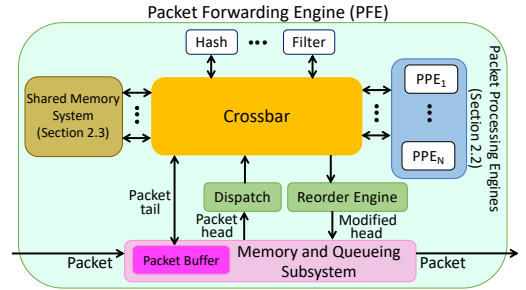 Packet Forwarding Engine (PFE)
Hash
•••
Filter
Shared Memory
System
(Section 2.3)
Crossbar
PPE1
PPEN
Packet Processing Engines
(Section 2.2)
Packet
tail
Dispatch
Reorder Engine
Packet
head
Modified
head
Packet
Packet Buffer
Memory and Queueing
Subsystem
Packet